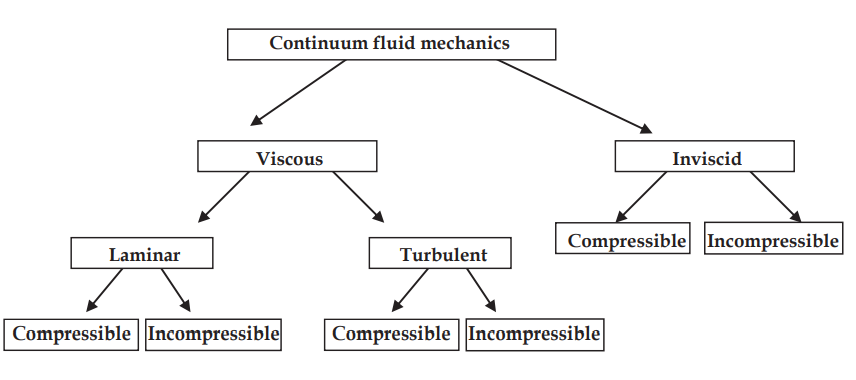 Continuum fluid mechanics
Viscous
Inviscid
Compressible
Incompressible
Laminar
Turbulent
Compressible
Incompressible
Compressible
Incompressible